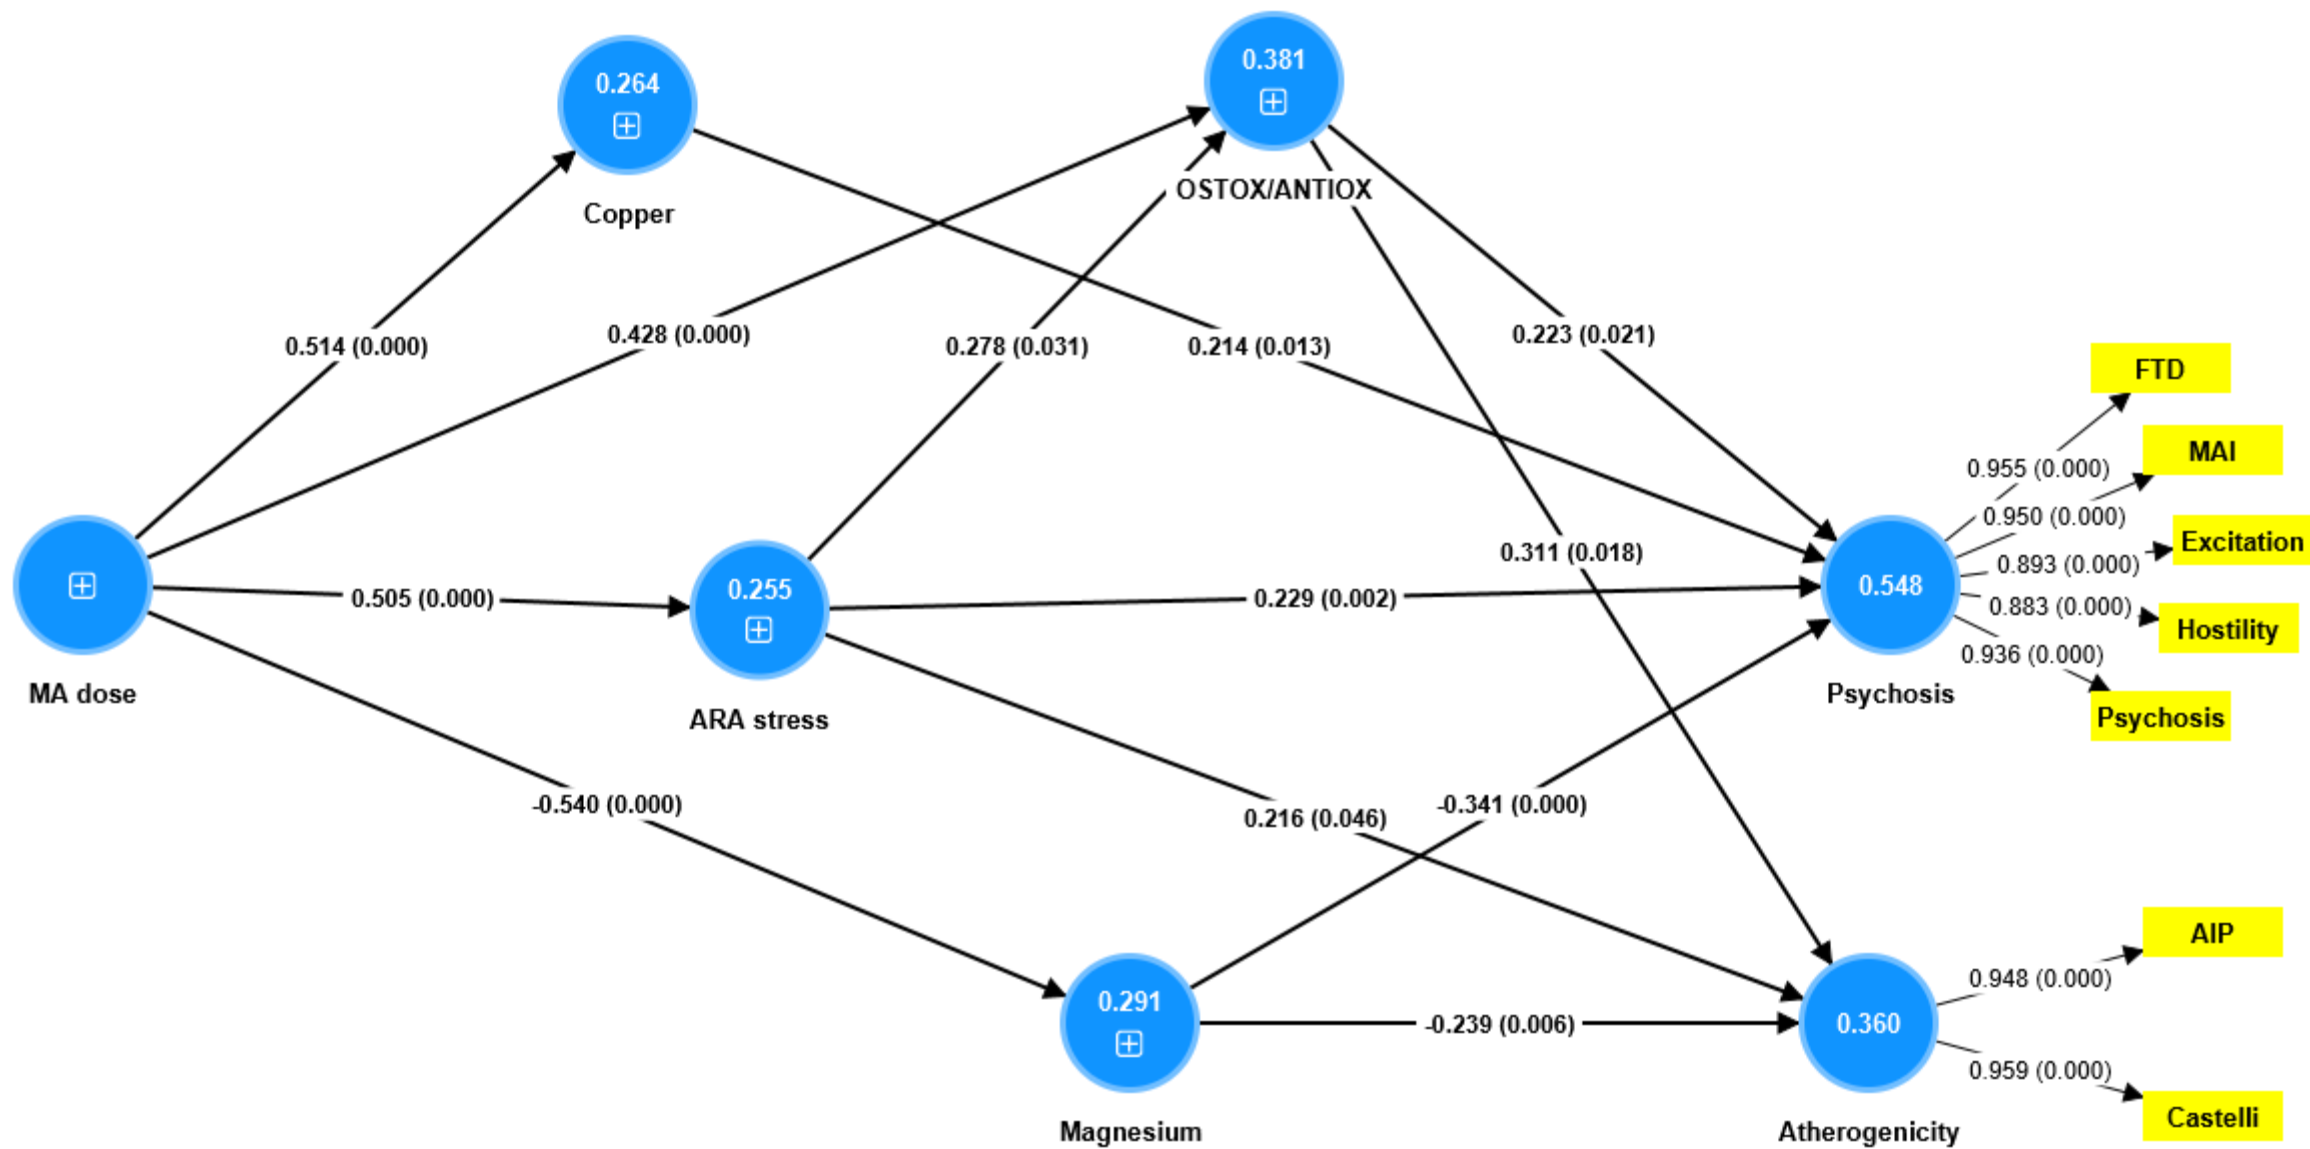 0.381
0.264
OSTOX/ANTIOX
Copper
0.514 (0.000)
0.428 (0.000)
0.278 (0.031)
0.214 (0.013)
0.223 (0.021)
FTD
MAI
0.955 (0.000)
0.950 (0.000)
Excitation
0.893 (0.000)
0.311 (0.018)
0.255
0.548
0.505 (0.000)
0.229 (0.002)
0.883 (0.000)
Hostility
0.936 (0.000)
MA dose
Psychosis
ARA stress
Psychosis
-0.540 (0.000)
-0.341 (0.000)
0.216 (0.046)
AIP
0.948 (0.000)
0.291
-0.239 (0.006)
0.360
0.959 (0.000)
Castelli
Magnesium
Atherogenicity